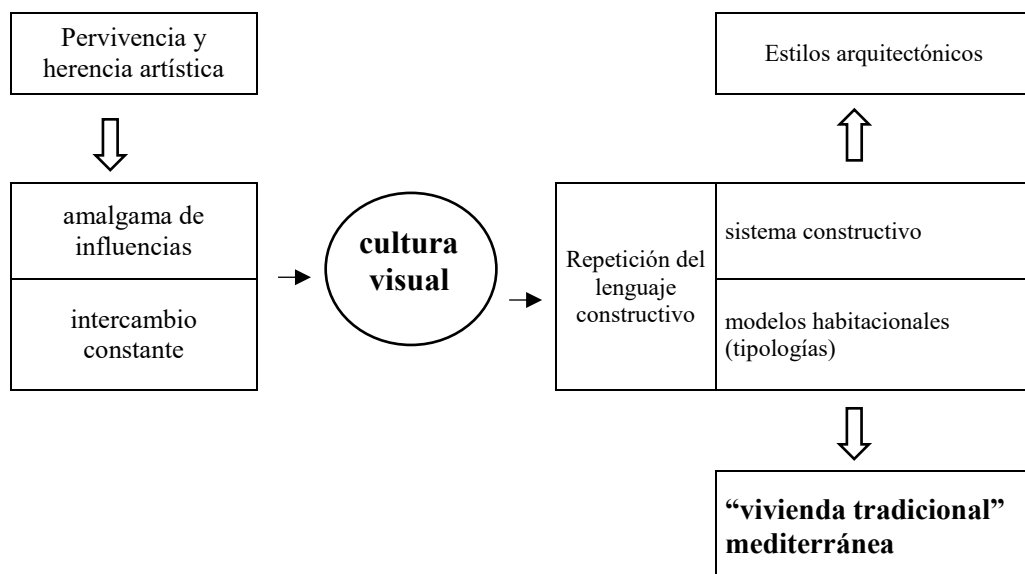 Pervivencia y
herencia artística
amalgama de
influencias
intercambio
constante
cultura
visual
Repetición del
lenguaje
constructivo
Estilos arquitectónicos
sistema constructivo
modelos habitacionales
(tipologías)
“vivienda tradicional”
mediterránea